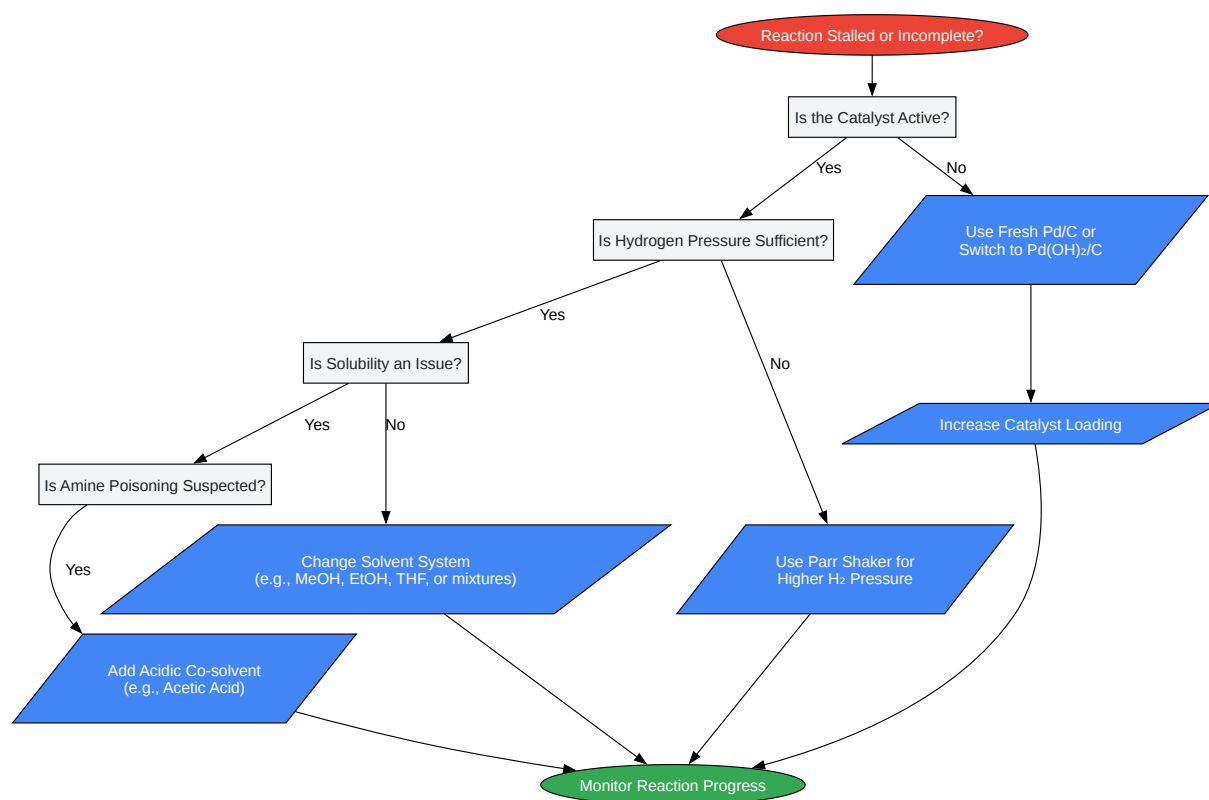 Reaction Stalled or Incomplete?
Is the Catalyst Active?
Yes
No
Use Fresh Pd/C or
Switch to Pd(OH)₂/C
Is Hydrogen Pressure Sufficient?
Yes
No
Is Solubility an Issue?
Yes
No
Increase Catalyst Loading
Is Amine Poisoning Suspected?
Yes
Change Solvent System
(e.g., MeOH, EtOH, THF, or mixtures)
Use Parr Shaker for
Higher H₂ Pressure
Add Acidic Co-solvent
(e.g., Acetic Acid)
Monitor Reaction Progress